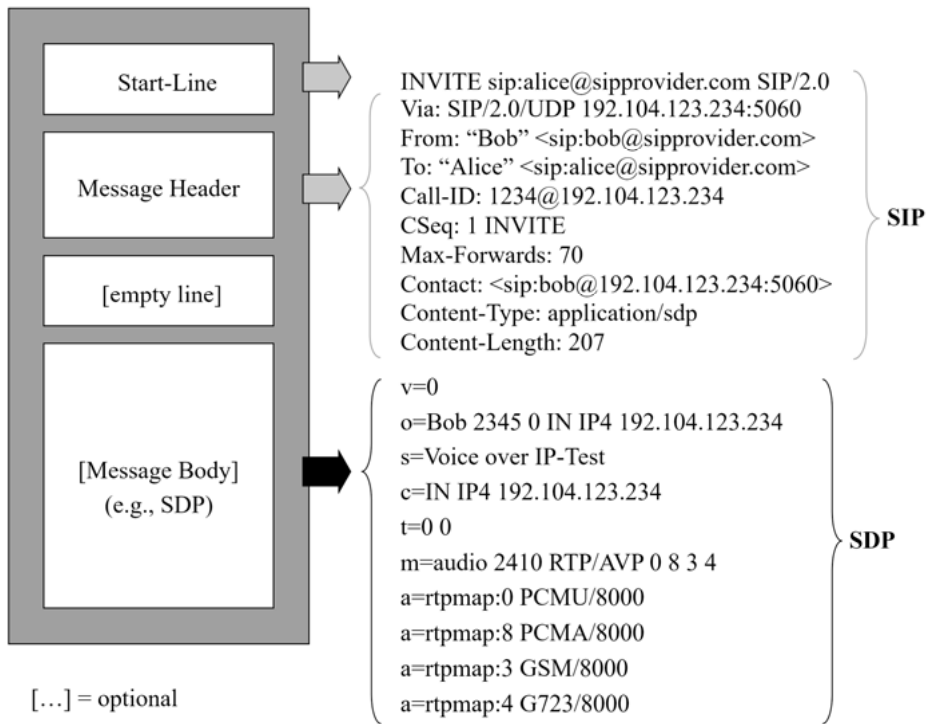 Start-Line
Message Header
[empty line]
[Message Body]
(e.g., SDP)
[…] = optional
INVITE sip:alice@sipprovider.com SIP/2.0
Via: SIP/2.0/UDP 192.104.123.234:5060
From: “Bob” <sip:bob@sipprovider.com>
To: “Alice” <sip:alice@sipprovider.com>
Call-ID: 1234@192.104.123.234
CSeq: 1 INVITE
Max-Forwards: 70
Contact: <sip:bob@192.104.123.234:5060>
Content-Type: application/sdp
Content-Length: 207
SIP
v=0
o=Bob 2345 0 IN IP4 192.104.123.234
s=Voice over IP-Test
c=IN IP4 192.104.123.234
t=0 0
m=audio 2410 RTP/AVP 0 8 3 4
a=rtpmap:0 PCMU/8000
a=rtpmap:8 PCMA/8000
a=rtpmap:3 GSM/8000
a=rtpmap:4 G723/8000
SDP